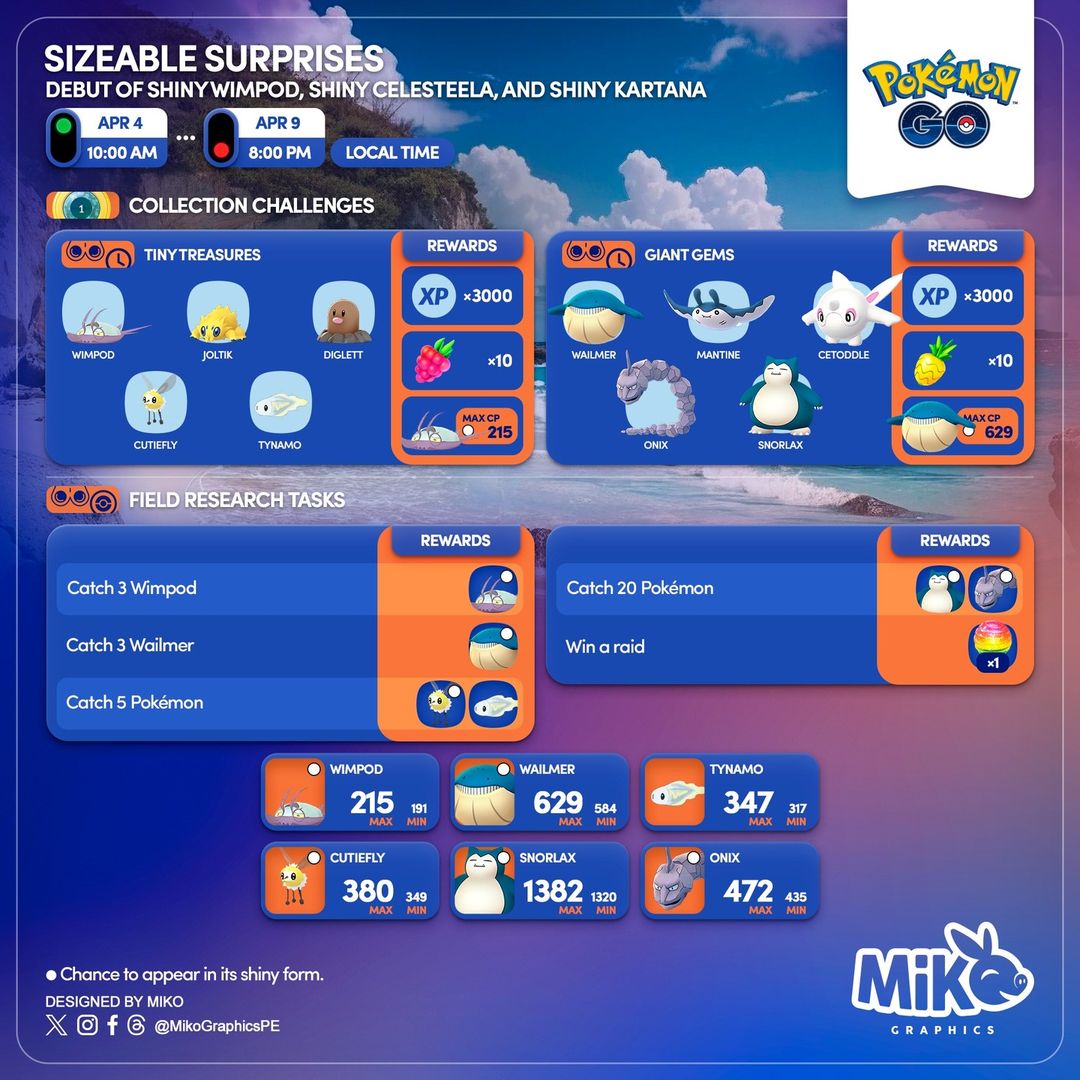 SIZEABLE SURPRISES
DEBUT OF SHINY WIMPOD, SHINY CELESTEELA, AND SHINY KARTANA
APR 4
10:00 AM
...
APR 9
8:00 PM
LOCAL TIME
POKÉMON
GO
TM
1
COLLECTION CHALLENGES
TINY TREASURES
REWARDS
WIMPOD
JOLTIK
DIGLETT
CUTIEFLY
TYNAMO
XP ×3000
×10
MAX CP
215
GIANT GEMS
REWARDS
WAILMER
MANTINE
CETODDLE
ONIX
SNORLAX
XP ×3000
×10
MAX CP
629
FIELD RESEARCH TASKS
REWARDS
Catch 3 Wimpod
Catch 3 Wailmer
Catch 5 Pokémon
REWARDS
Catch 20 Pokémon
Win a raid
×1
WIMPOD
215 191
MAX MIN
WAILMER
629 584
MAX MIN
TYNAMO
347 317
MAX MIN
CUTIEFLY
380 349
MAX MIN
SNORLAX
1382 1320
MAX MIN
ONIX
472 435
MAX MIN
Chance to appear in its shiny form.
DESIGNED BY MIKO
@MikoGraphicsPE
MiKO
GRAPHICS